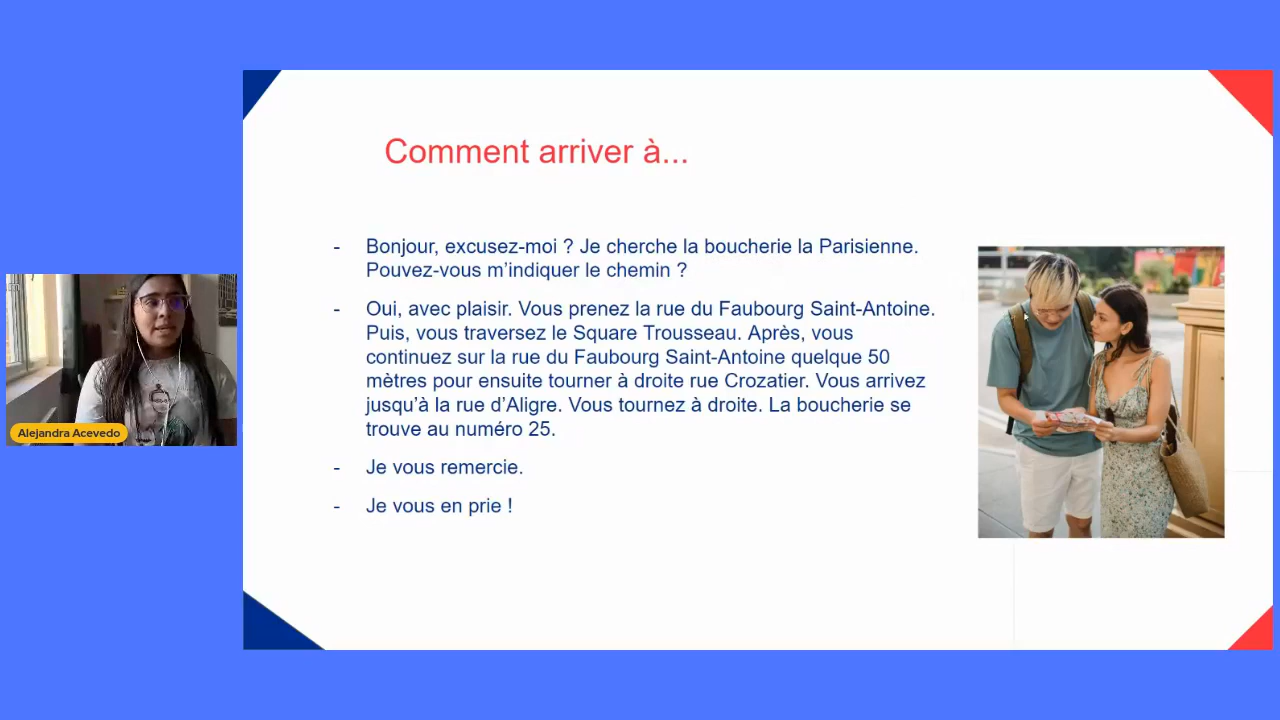 Comment arriver à...
- Bonjour, excusez-moi ? Je cherche la boucherie la Parisienne.
Pouvez-vous m’indiquer le chemin ?
- Oui, avec plaisir. Vous prenez la rue du Faubourg Saint-Antoine.
Puis, vous traversez le Square Trousseau. Après, vous
continuez sur la rue du Faubourg Saint-Antoine quelque 50
mètres pour ensuite tourner à droite rue Crozatier. Vous arrivez
jusqu’à la rue d’Aligre. Vous tournez à droite. La boucherie se
trouve au numéro 25.
- Je vous remercie.
- Je vous en prie !
Alejandra Acevedo